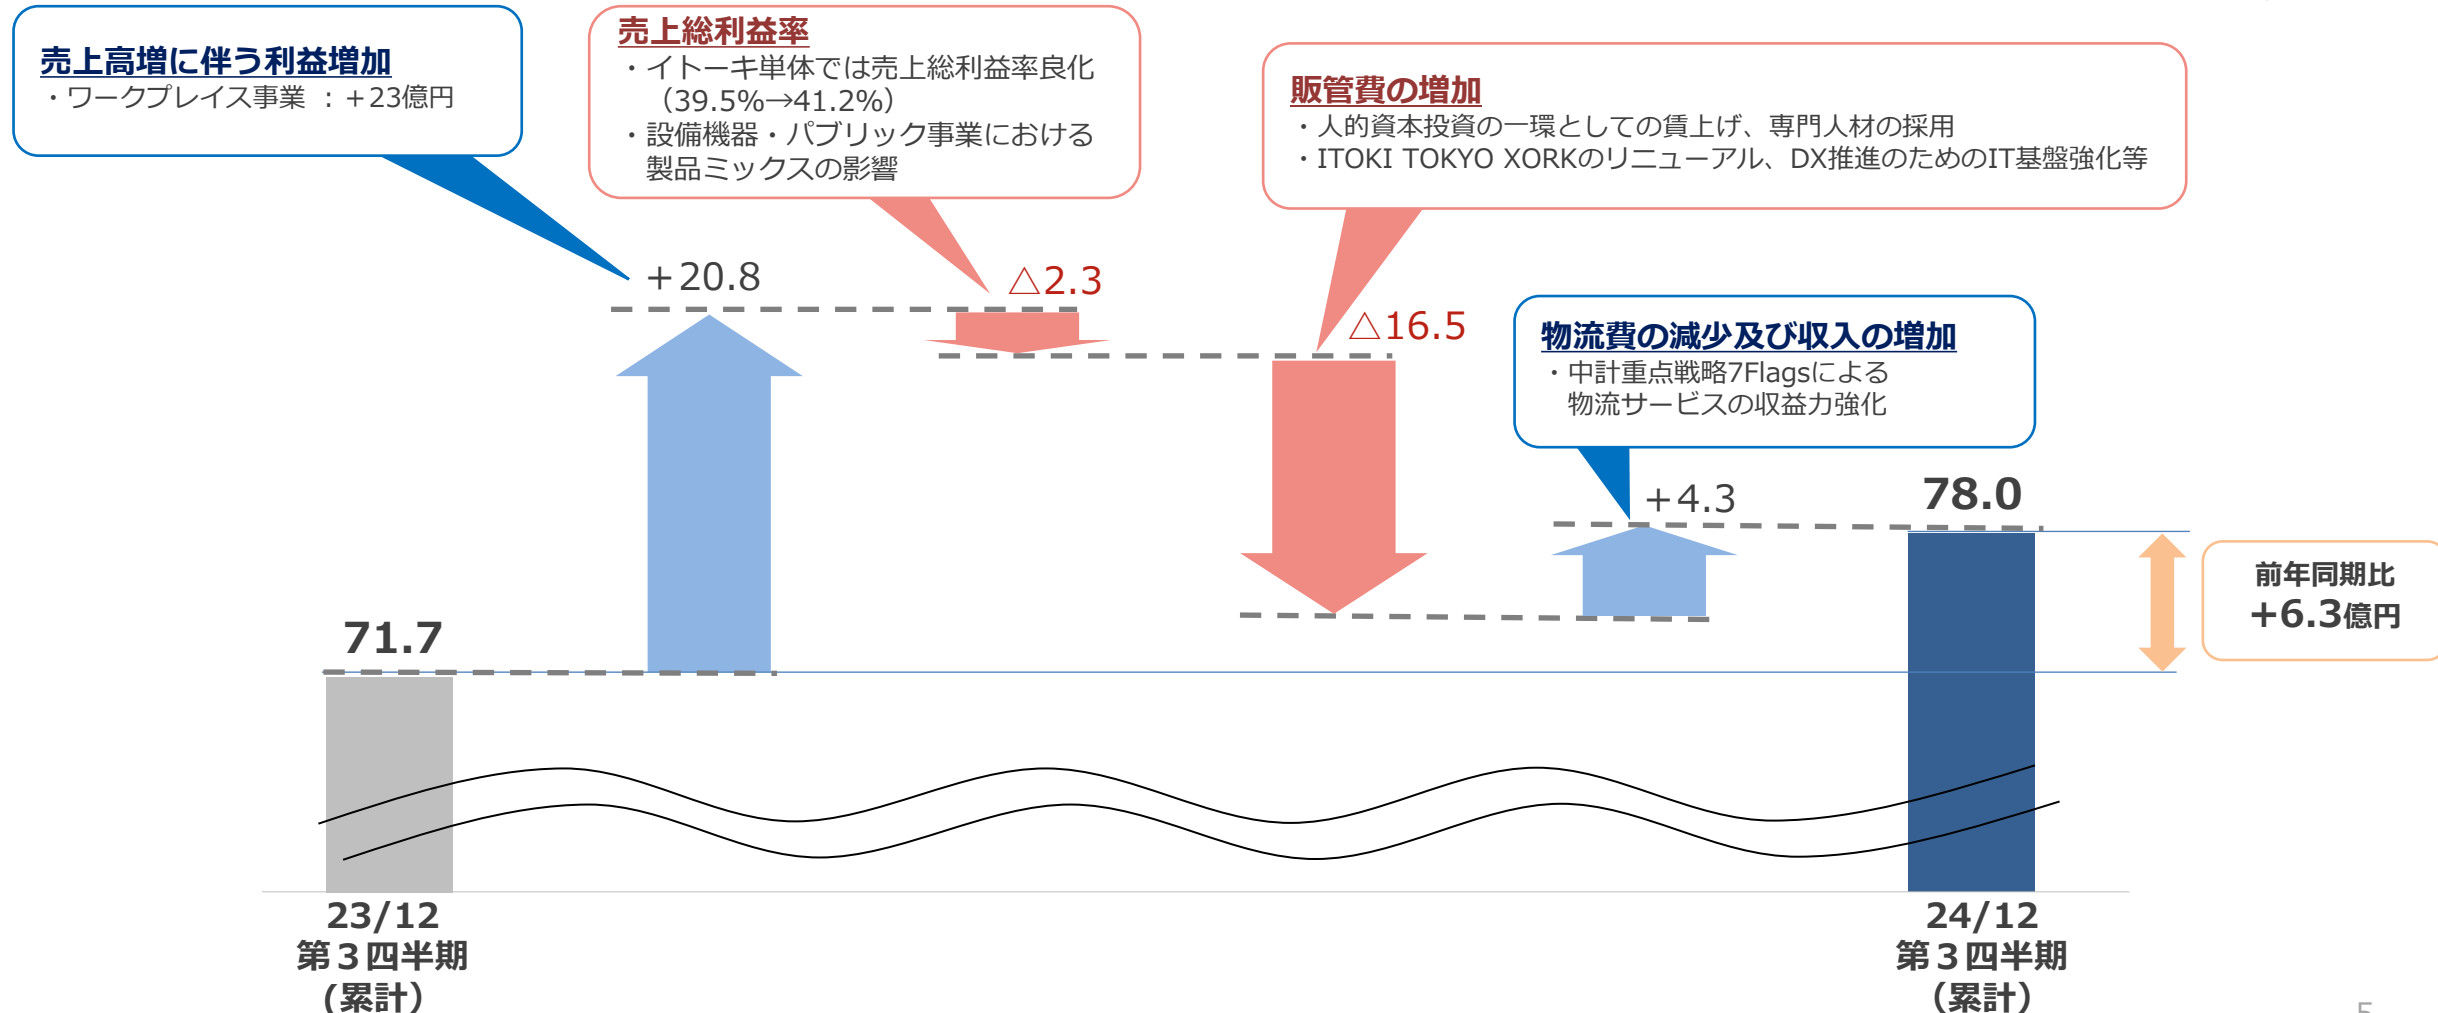 売上高増に伴う利益増加
・ワークプレイス事業 ：＋23億円
売上総利益率
・イトーキ単体では売上総利益率良化
（39.5%→41.2%）
・設備機器・パブリック事業における
製品ミックスの影響
販管費の増加
・人的資本投資の一環としての賃上げ、専門人材の採用
・ITOKI TOKYO XORKのリニューアル、DX推進のためのIT基盤強化等
＋20.8
△2.3
△16.5
物流費の減少及び収入の増加
・中計重点戦略7Flagsによる
物流サービスの収益力強化
＋4.3
78.0
71.7
前年同期比
+6.3億円
23/12
第３四半期
(累計）
24/12
第３四半期
（累計）